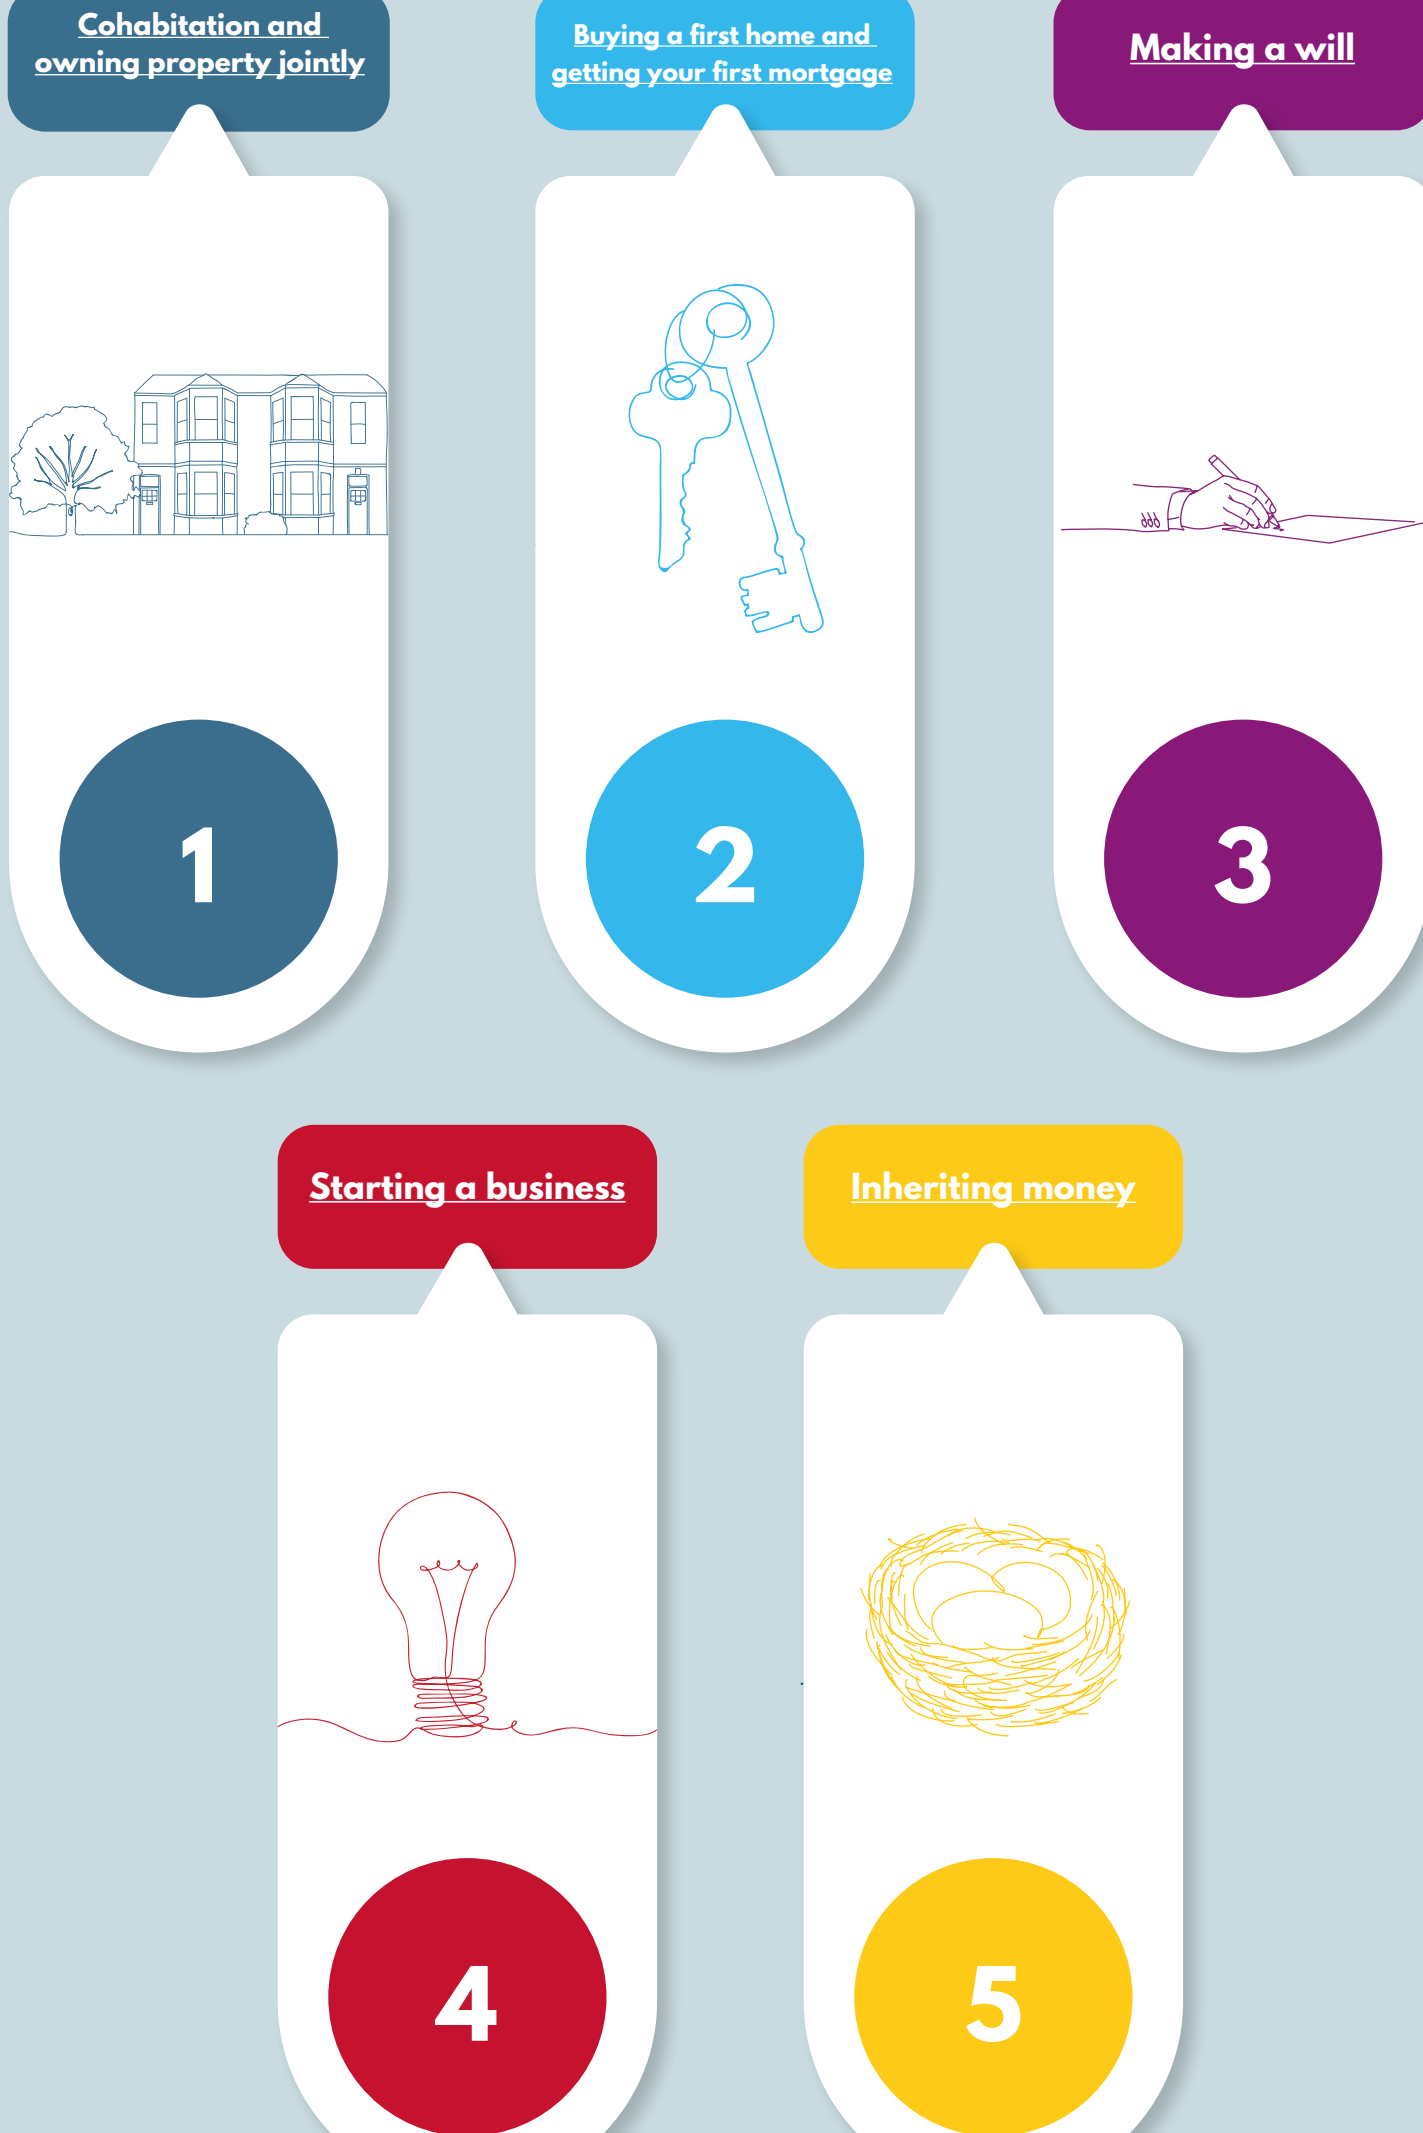 Cohabitation and
owning property jointly
Buying a first home and
getting your first mortgage
Making a will
1
2
3
Starting a business
Inheriting money
4
5